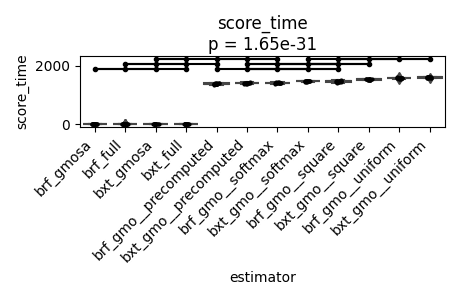 score_time
p = 1.65e-31
score_time
2000
0
brf_gmosa
brf_full
bxt_gmosa
bxt_full
brf_gmo__precomputed
bxt_gmo__precomputed
brf_gmo__softmax
bxt_gmo__softmax
brf_gmo__square
bxt_gmo__square
brf_gmo__uniform
bxt_gmo__uniform
estimator